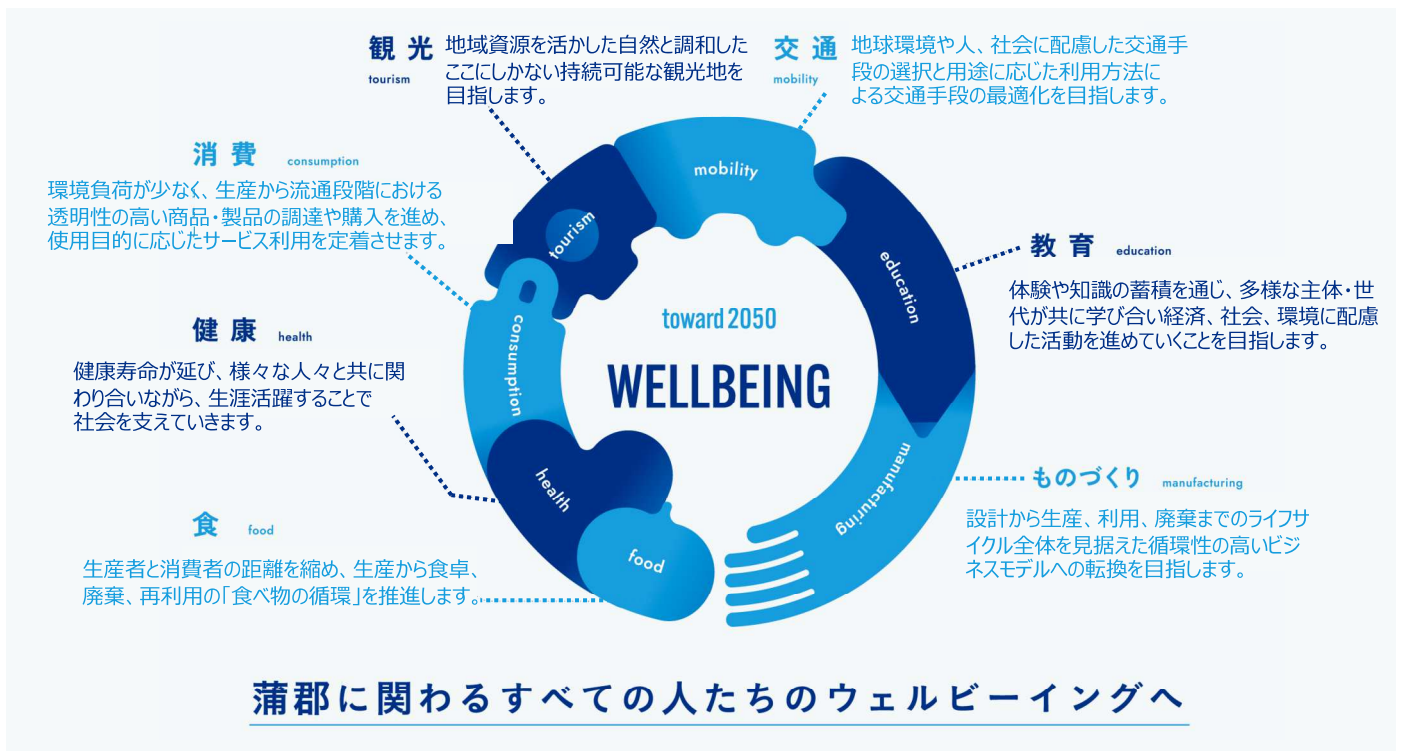 観光
tourism
地域資源を活かした自然と調和した
ここにしかない持続可能な観光地を
目指します。
交通
mobility
地球環境や人、社会に配慮した交通手
段の選択と用途に応じた利用方法に
よる交通手段の最適化を目指します。
消費 consumption
環境負荷が少なく、生産から流通段階における
透明性の高い商品・製品の調達や購入を進め、
使用目的に応じたサービス利用を定着させます。
教育 education
体験や知識の蓄積を通じ、多様な主体・世
代が共に学び合い経済、社会、環境に配慮
した活動を進めていくことを目指します。
健康 health
健康寿命が延び、様々な人々と共に関
わり合いながら、生涯活躍することで
社会を支えていきます。
ものづくり manufacturing
設計から生産、利用、廃棄までのライフサ
イクル全体を見据えた循環性の高いビジ
ネスモデルへの転換を目指します。
食 food
生産者と消費者の距離を縮め、生産から食卓、
廃棄、再利用の「食べ物の循環」を推進します。
mobility
tourism
education
consumption
manufacturing
health
food
toward 2050
WELLBEING
蒲郡に関わるすべての人たちのウェルビーイングへ